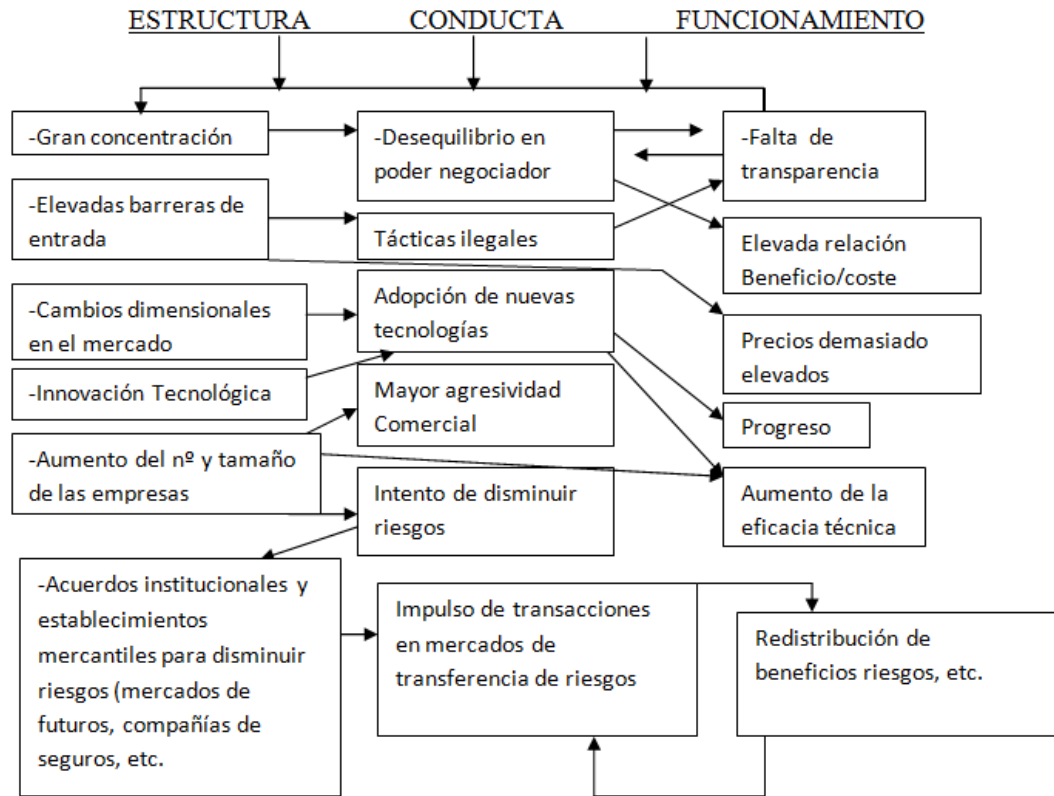 ESTRUCTURA CONDUCTA FUNCIONAMIENTO
-Gran concentración
-Desequilibrio en
poder negociador
-Falta de
transparencia
-Elevadas barreras de
entrada
Tácticas ilegales
Elevada relación
Beneficio/coste
-Cambios dimensionales
en el mercado
Adopción de nuevas
tecnologías
Precios demasiado
elevados
-Innovación Tecnológica
Mayor agresividad
Comercial
Progreso
-Aumento del nº y tamaño
de las empresas
Intento de disminuir
riesgos
Aumento de la
eficacia técnica
-Acuerdos institucionales y
establecimientos
mercantiles para disminuir
riesgos (mercados de
futuros, compañías de
seguros, etc.
Impulso de transacciones
en mercados de
transferencia de riesgos
Redistribución de
beneficios riesgos, etc.